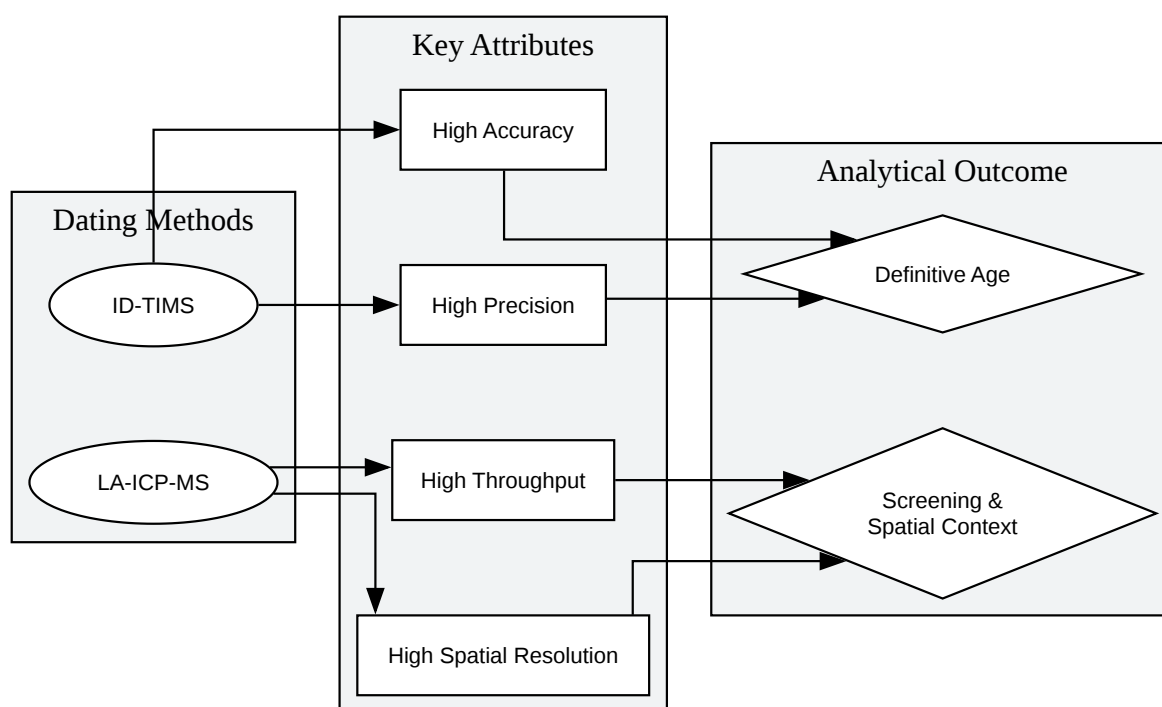 Key Attributes
High Accuracy
Analytical Outcome
Dating Methods
Definitive Age
ID-TIMS
High Precision
LA-ICP-MS
High Throughput
Screening &
Spatial Context
High Spatial Resolution